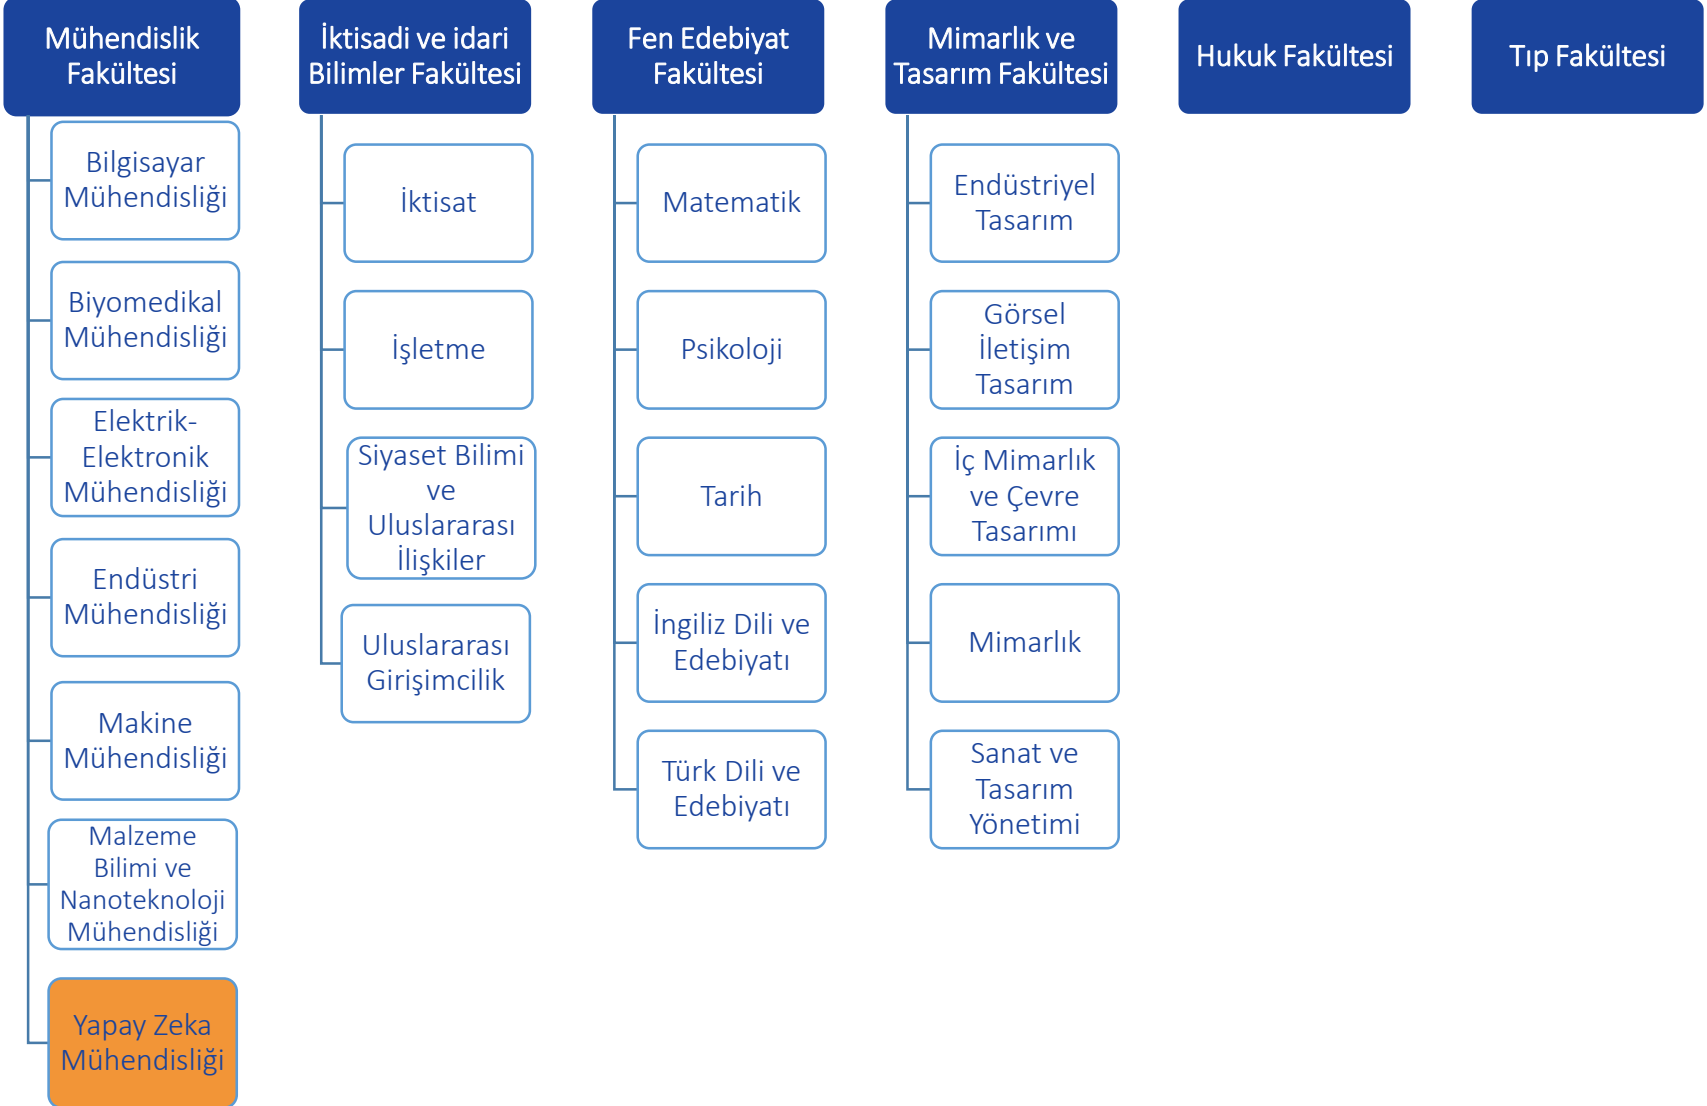 Mühendislik
Fakültesi
Bilgisayar
Mühendisliği
Biyomedikal
Mühendisliği
Elektrik-
Elektronik
Mühendisliği
Endüstri
Mühendisliği
Makine
Mühendisliği
Malzeme
Bilimi ve
Nanoteknoloji
Mühendisliği
Yapay Zeka
Mühendisliği
İktisadi ve idari
Bilimler Fakültesi
İktisat
İşletme
Siyaset Bilimi
ve
Uluslararası
İlişkiler
Uluslararası
Girişimcilik
Fen Edebiyat
Fakültesi
Matematik
Psikoloji
Tarih
İngiliz Dili ve
Edebiyatı
Türk Dili ve
Edebiyatı
Mimarlık ve
Tasarım Fakültesi
Endüstriyel
Tasarım
Görsel
İletişim
Tasarım
İç Mimarlık
ve Çevre
Tasarımı
Mimarlık
Sanat ve
Tasarım
Yönetimi
Hukuk Fakültesi
Tıp Fakültesi